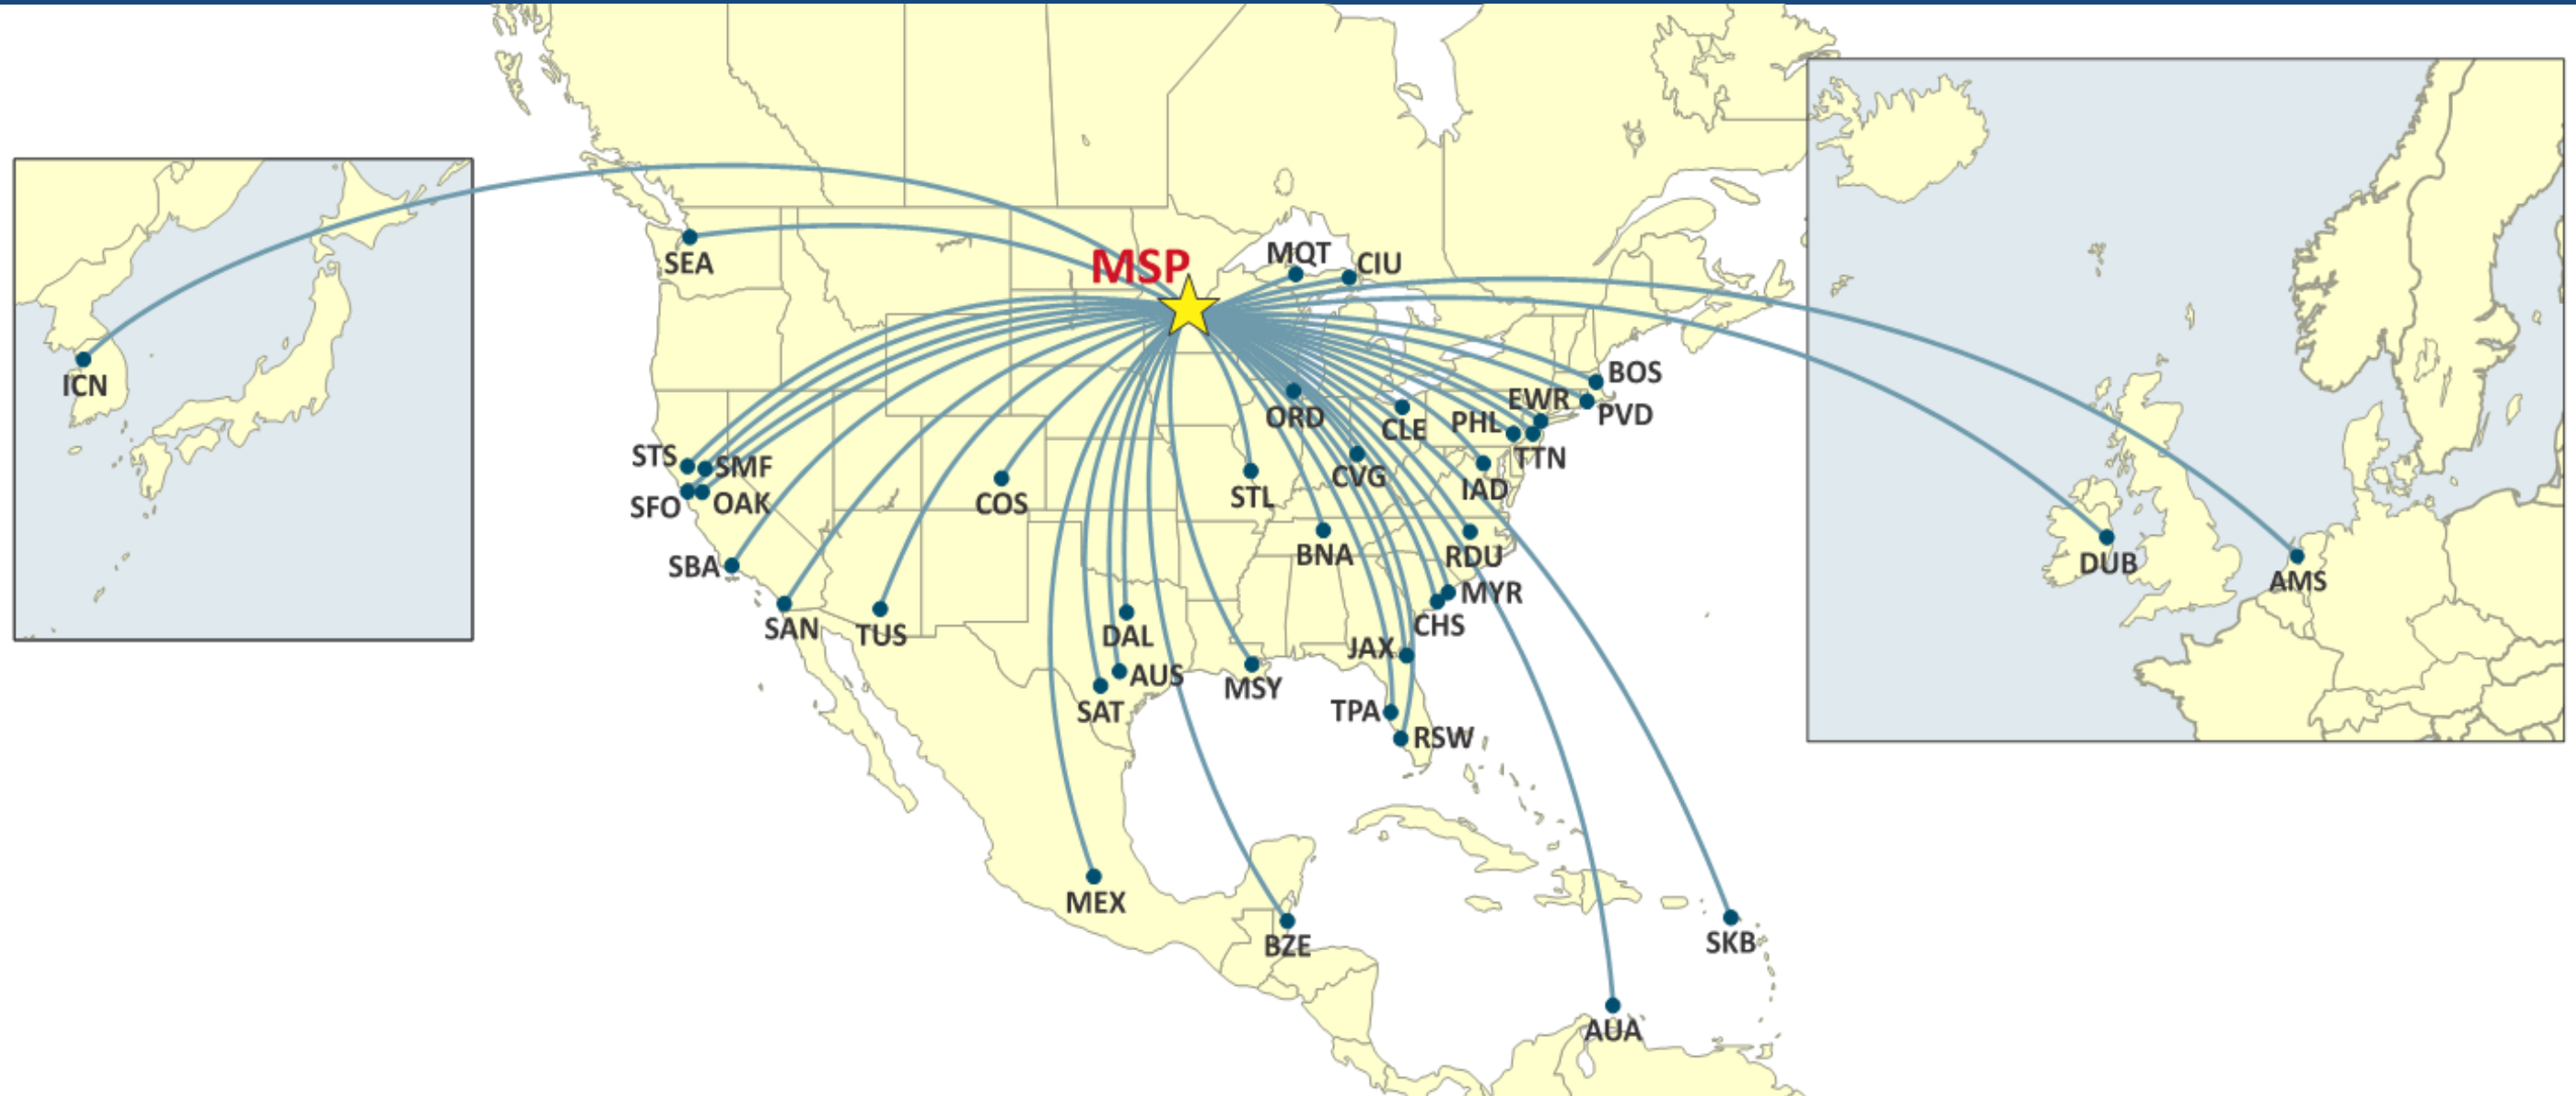 MQT
CIU
SEA
MSP
BOS
ICN
EWR
PVD
ORD
CLE
PHL
STS
SMF
TTN
CVG
IAD
SFO
OAK
COS
STL
BNA
RDU
SBA
DUB
AMS
MYR
SAN
TUS
DAL
CHS
JAX
AUS
MSY
SAT
TPA
RSW
MEX
BZE
SKB
AUA